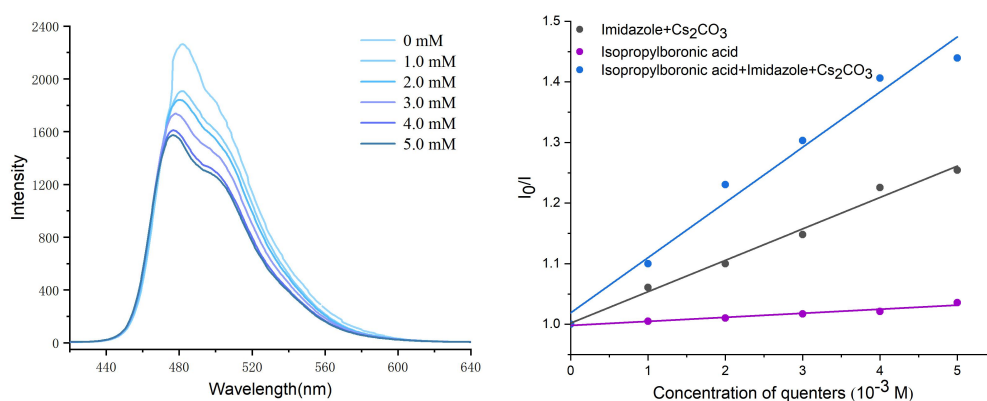 2400
2000
1600
1200
800
400
0
Intensity
440
480
520
560
600
640
Wavelength(nm)
0 mM
1.0 mM
2.0 mM
3.0 mM
4.0 mM
5.0 mM
1.5
1.4
1.3
1.2
1.1
1.0
I0/I
0
1
2
3
4
5
Concentration of quenters (10-3 M)
Imidazole+Cs2CO3
Isopropylboronic acid
Isopropylboronic acid+Imidazole+Cs2CO3